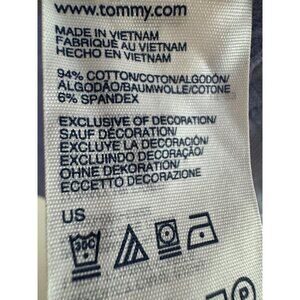 www.tommy.com
MADE IN VIETNAM
FABRIQUÉ AU VIETNAM
HECHO EN VIETNAM
94% COTTON/COTON/ALGODÓN/
ALGODÃO/BAUMWOLLE/COTONE
6% SPANDEX
EXCLUSIVE OF DECORATION/
SAUF DÉCORATION/
EXCLUYE LA DECORACIÓN/
EXCLUINDO DECORAÇÃO/
OHNE DEKORATION/
ECCETTO DECORAZIONE
US
30C